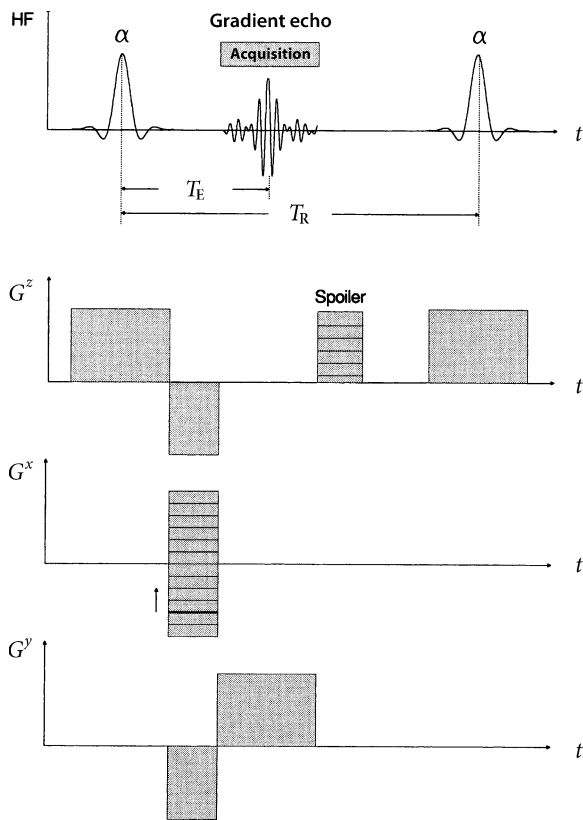 HF
Gradient echo
α α
Acquisition
t
T_E
T_R
G^z
Spoiler
t
G^x
t
G^y
t